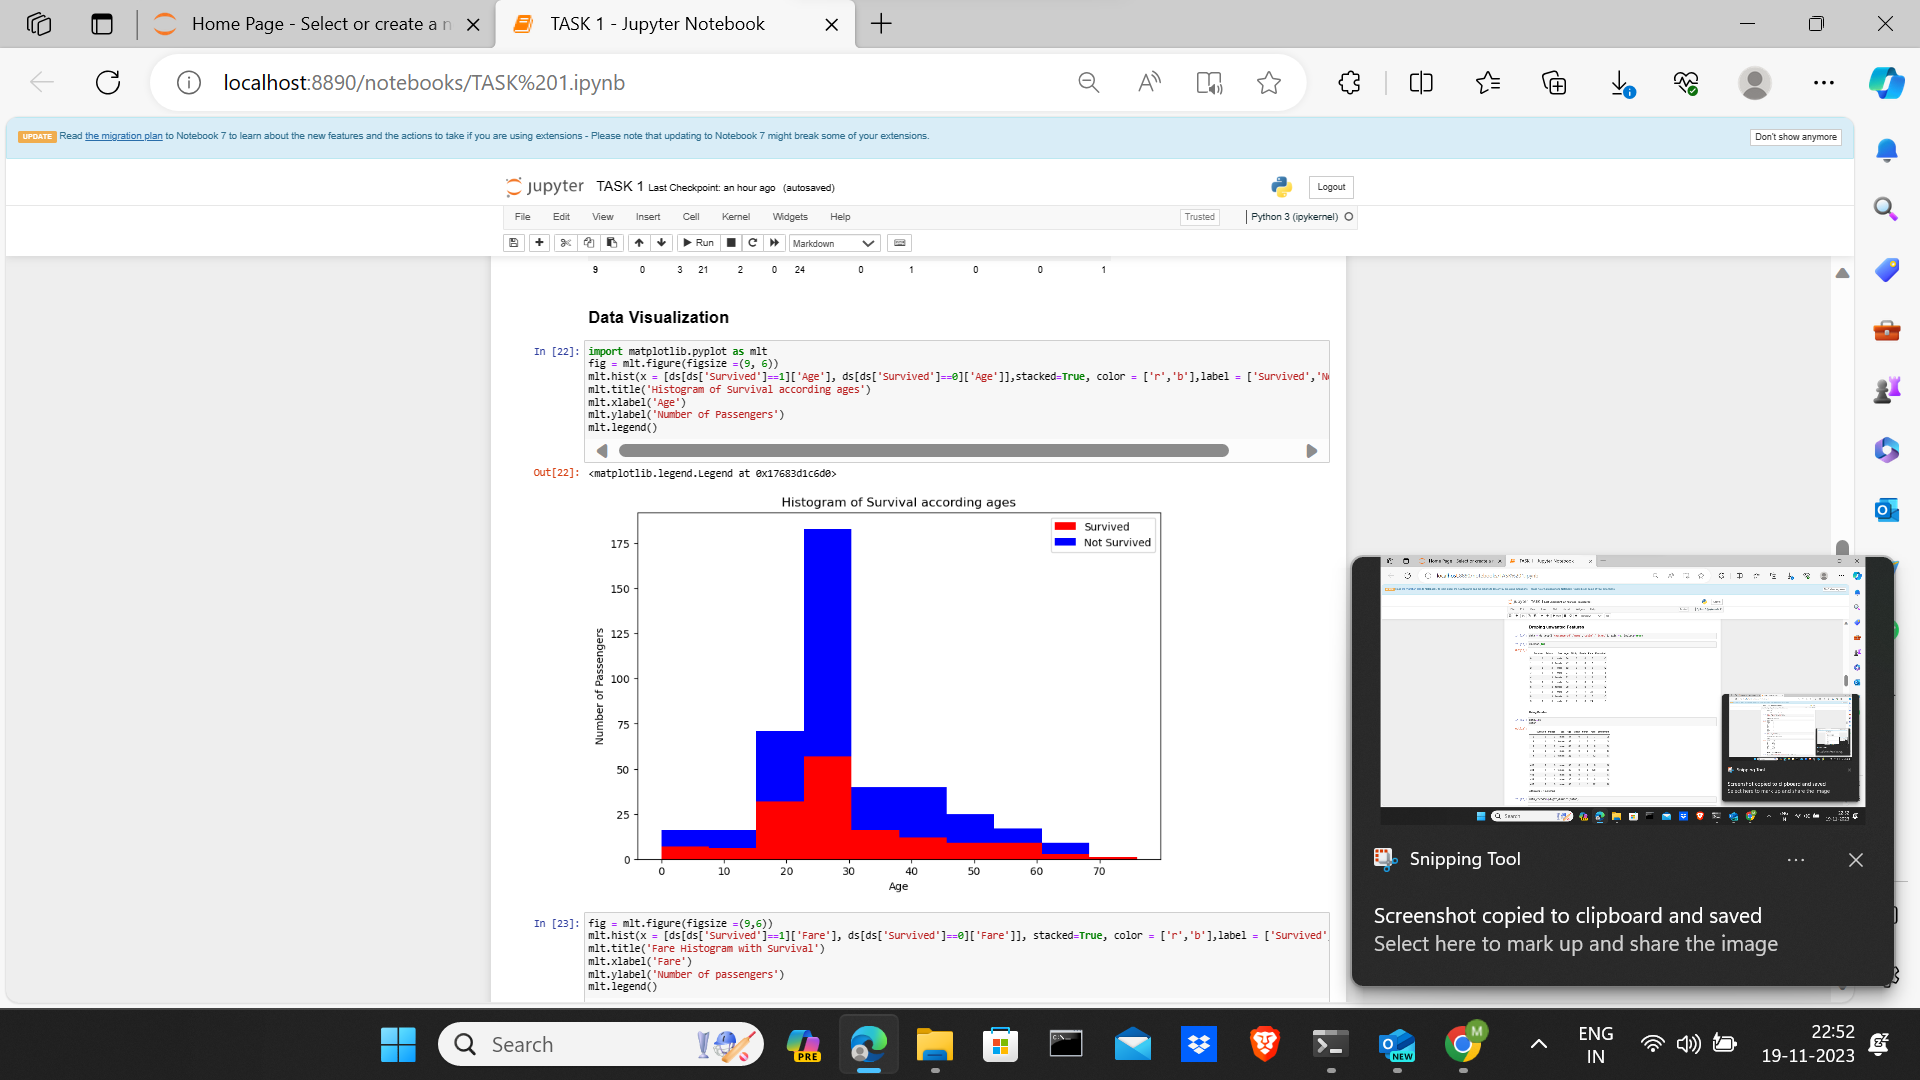 Home Page - Select or create a n
TASK 1 - Jupyter Notebook
localhost:8890/notebooks/TASK%201.ipynb
UPDATE Read the migration plan to Notebook 7 to learn about the new features and the actions to take if you are using extensions - Please note that updating to Notebook 7 might break some of your extensions.
Don't show anymore
jupyter TASK 1 Last Checkpoint: an hour ago (autosaved)
Logout
File Edit View Insert Cell Kernel Widgets Help
Trusted
Python 3 (ipykernel)
Run
Markdown
9 0 3 21 2 0 24 0 1 0 0 1
Data Visualization
In [22]:
import matplotlib.pyplot as mlt
fig = mlt.figure(figsize =(9, 6))
mlt.hist(x = [ds[ds['Survived']==1]['Age'], ds[ds['Survived']==0]['Age']],stacked=True, color = ['r','b'],label = ['Survived','No
mlt.title('Histogram of Survival according ages')
mlt.xlabel('Age')
mlt.ylabel('Number of Passengers')
mlt.legend()
Out[22]: <matplotlib.legend.Legend at 0x17683d1c6d0>
Histogram of Survival according ages
Survived
Not Survived
175
150
125
100
75
50
25
0
Number of Passengers
0 10 20 30 40 50 60 70
Age
In [23]:
fig = mlt.figure(figsize =(9,6))
mlt.hist(x = [ds[ds['Survived']==1]['Fare'], ds[ds['Survived']==0]['Fare']], stacked=True, color = ['r','b'],label = ['Survived'
mlt.title('Fare Histogram with Survival')
mlt.xlabel('Fare')
mlt.ylabel('Number of passengers')
mlt.legend()
Snipping Tool
Screenshot copied to clipboard and saved
Select here to mark up and share the image
Search
PRE
NEW
M
ENG
IN
22:52
19-11-2023